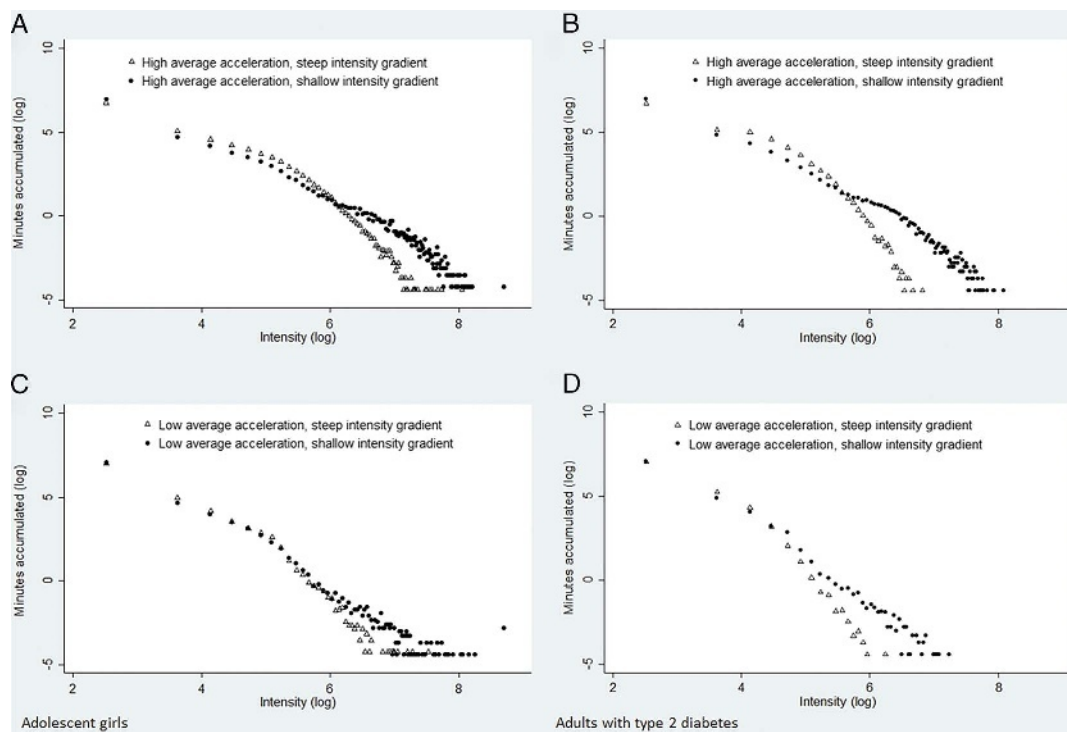 A
10
5
0
-5
Minutes accumulated (log)
High average acceleration, steep intensity gradient
High average acceleration, shallow intensity gradient
2 4 6 8
Intensity (log)
B
10
5
0
-5
Minutes accumulated (log)
High average acceleration, steep intensity gradient
High average acceleration, shallow intensity gradient
2 4 6 8
Intensity (log)
C
10
5
0
-5
Minutes accumulated (log)
Low average acceleration, steep intensity gradient
Low average acceleration, shallow intensity gradient
2 4 6 8
Intensity (log)
Adolescent girls
D
10
5
0
-5
Minutes accumulated (log)
Low average acceleration, steep intensity gradient
Low average acceleration, shallow intensity gradient
2 4 6 8
Intensity (log)
Adults with type 2 diabetes